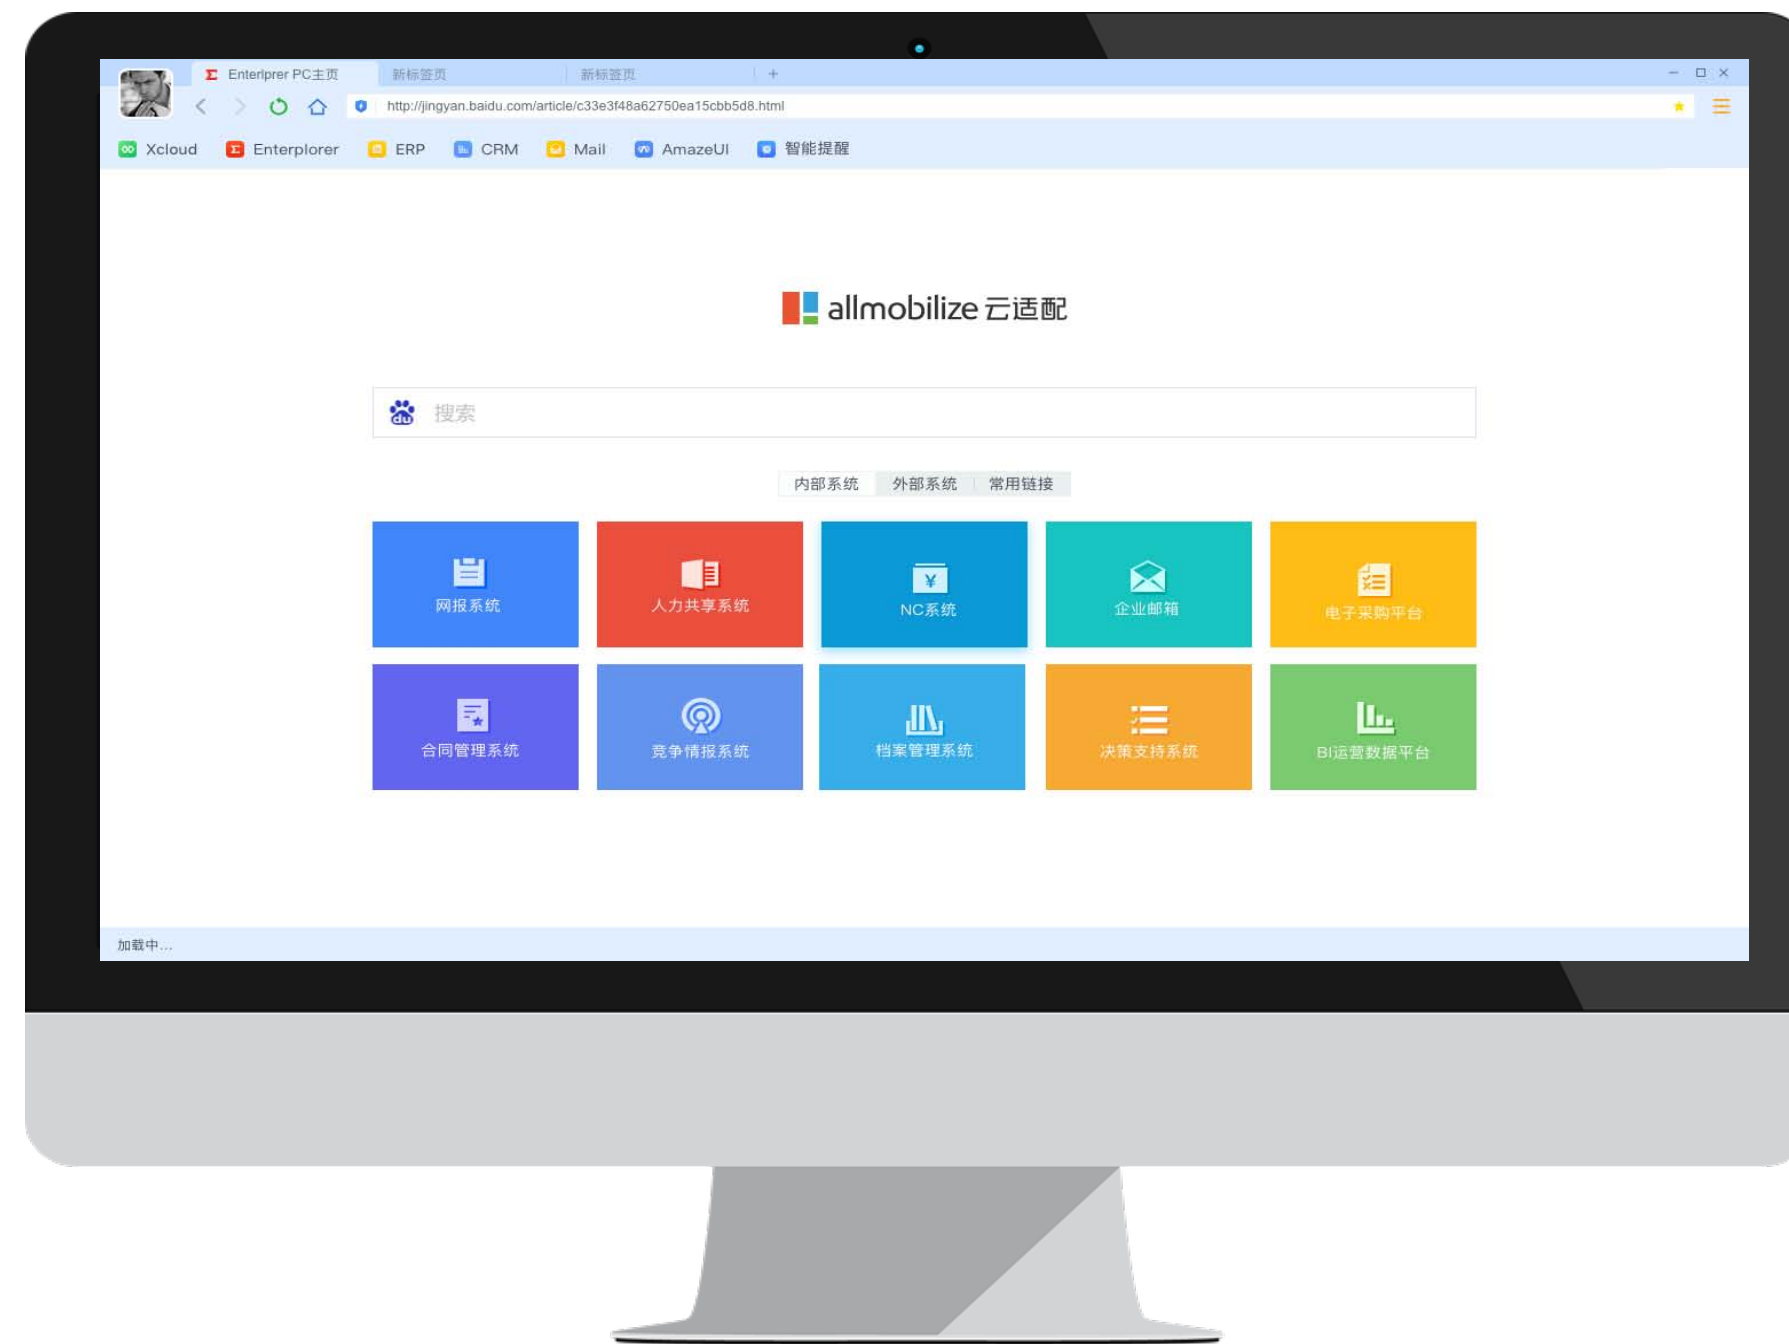 Enterlprer PC主页 新标签页 新标签页
http://jingyan.baidu.com/article/c33e3f48a62750ea15cbb5d8.html
Xcloud Enterplorer ERP CRM Mail AmazeUI 智能提醒
allmobilize 云适配
du 搜索
内部系统 外部系统 常用链接
网报系统 人力共享系统 NC系统 企业邮箱 电子采购平台
合同管理系统 竞争情报系统 档案管理系统 决策支持系统 BI运营数据平台
加载中...